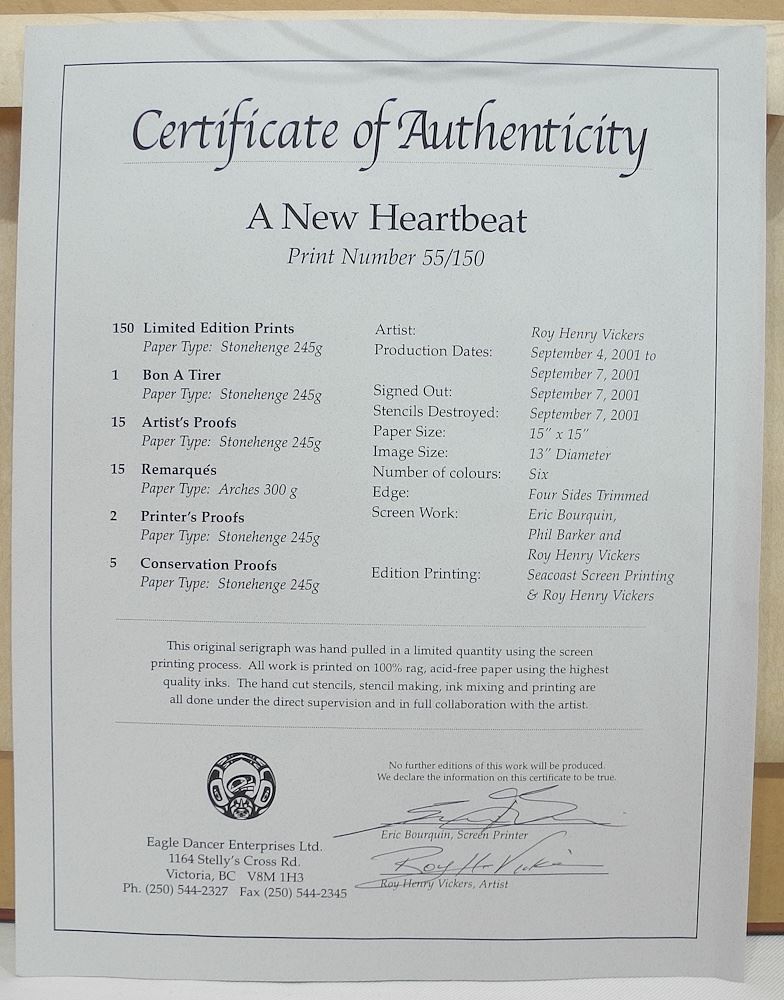 Certificate of Authenticity
A New Heartbeat
Print Number 55/150
150 Limited Edition Prints
Paper Type: Stonehenge 245g
1 Bon A Tirer
Paper Type: Stonehenge 245g
15 Artist's Proofs
Paper Type: Stonehenge 245g
15 Remarqués
Paper Type: Arches 300 g
2 Printer's Proofs
Paper Type: Stonehenge 245g
5 Conservation Proofs
Paper Type: Stonehenge 245g
Artist: Roy Henry Vickers
Production Dates: September 4, 2001 to
September 7, 2001
Signed Out: September 7, 2001
Stencils Destroyed: September 7, 2001
Paper Size: 15" x 15"
Image Size: 13" Diameter
Number of colours: Six
Edge: Four Sides Trimmed
Screen Work: Eric Bourquin,
Phil Barker and
Roy Henry Vickers
Edition Printing: Seacoast Screen Printing
& Roy Henry Vickers
This original serigraph was hand pulled in a limited quantity using the screen
printing process. All work is printed on 100% rag, acid-free paper using the highest
quality inks. The hand cut stencils, stencil making, ink mixing and printing are
all done under the direct supervision and in full collaboration with the artist.
Eagle Dancer Enterprises Ltd.
1164 Stelly's Cross Rd.
Victoria, BC V8M 1H3
Ph. (250) 544-2327 Fax (250) 544-2345
No further editions of this work will be produced.
We declare the information on this certificate to be true.
Eric Bourquin, Screen Printer
Roy H Vickers
Roy Henry Vickers, Artist